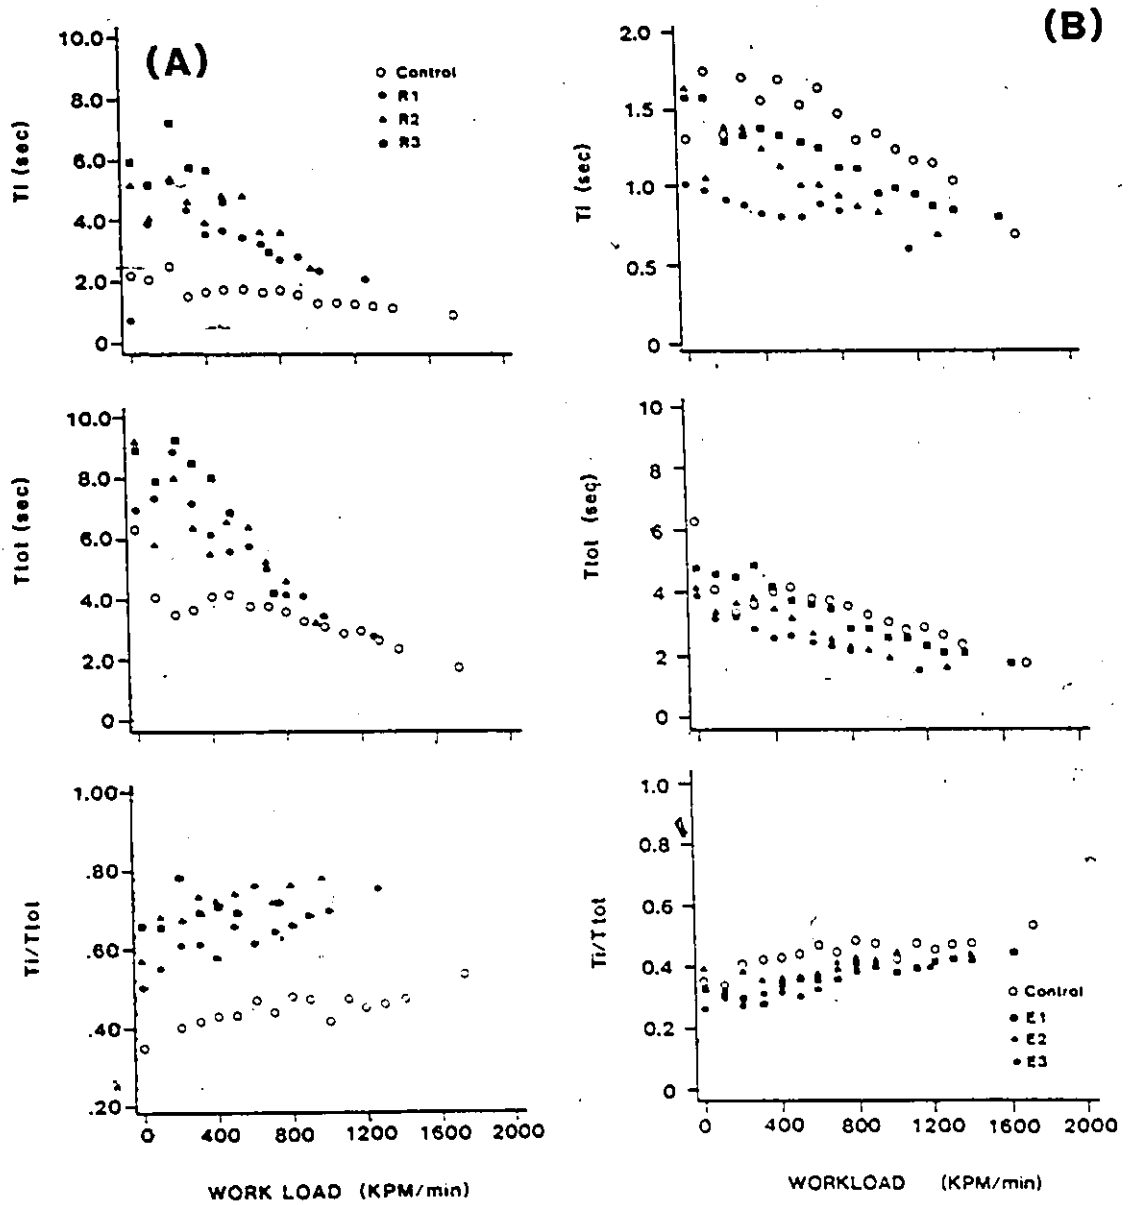 (A)
Control
R1
R2
R3
10.0
8.0
6.0
4.0
2.0
0
TI (sec)
10.0
8.0
6.0
4.0
2.0
0
Ttot (sec)
1.00
.80
.60
.40
.20
Ti/Ttot
0 400 800 1200 1600 2000
WORK LOAD (KPM/min)
(B)
2.0
1.5
1.0
0.5
0
Ti (sec)
10
8
6
4
2
0
Ttot (sec)
1.0
0.8
0.6
0.4
0.2
0
Ti/Ttot
Control
E1
E2
E3
0 400 800 1200 1600 2000
WORKLOAD (KPM/min)